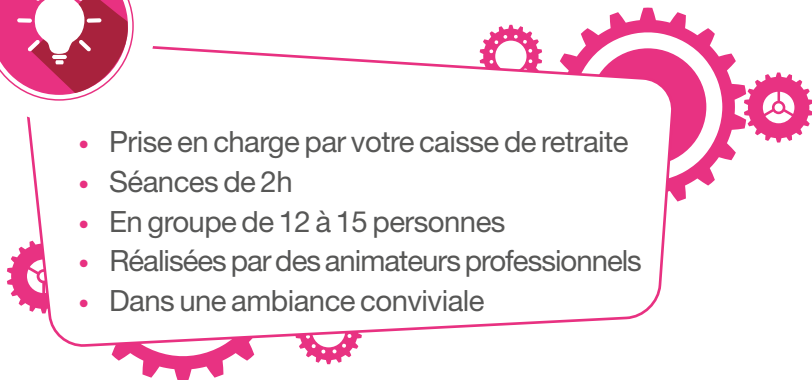 • Prise en charge par votre caisse de retraite
• Séances de 2h
• En groupe de 12 à 15 personnes
• Réalisées par des animateurs professionnels
• Dans une ambiance conviviale